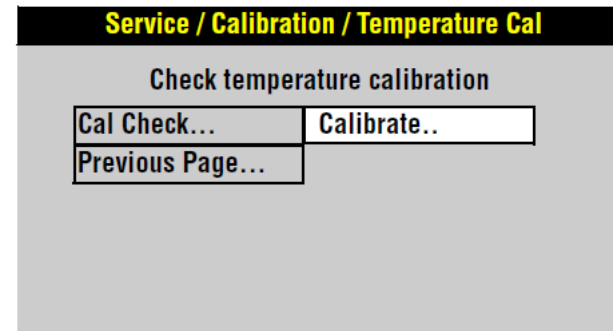 Service / Calibration / Temperature Cal
Check temperature calibration
Cal Check... Calibrate..
Previous Page...